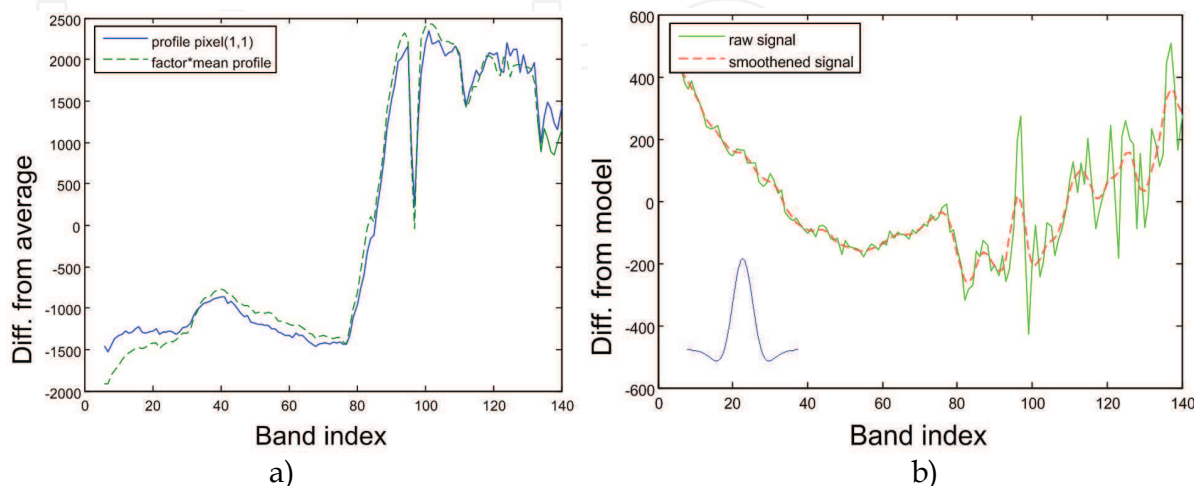 2500
2000
1500
1000
500
0
-500
-1000
-1500
-2000
0 20 40 60 80 100 120 140
profile pixel(1,1)
factor*mean profile
Diff. from average
Band index
a)
600
400
200
0
-200
-400
-600
0 20 40 60 80 100 120 140
raw signal
smoothened signal
Diff. from model
Band index
b)